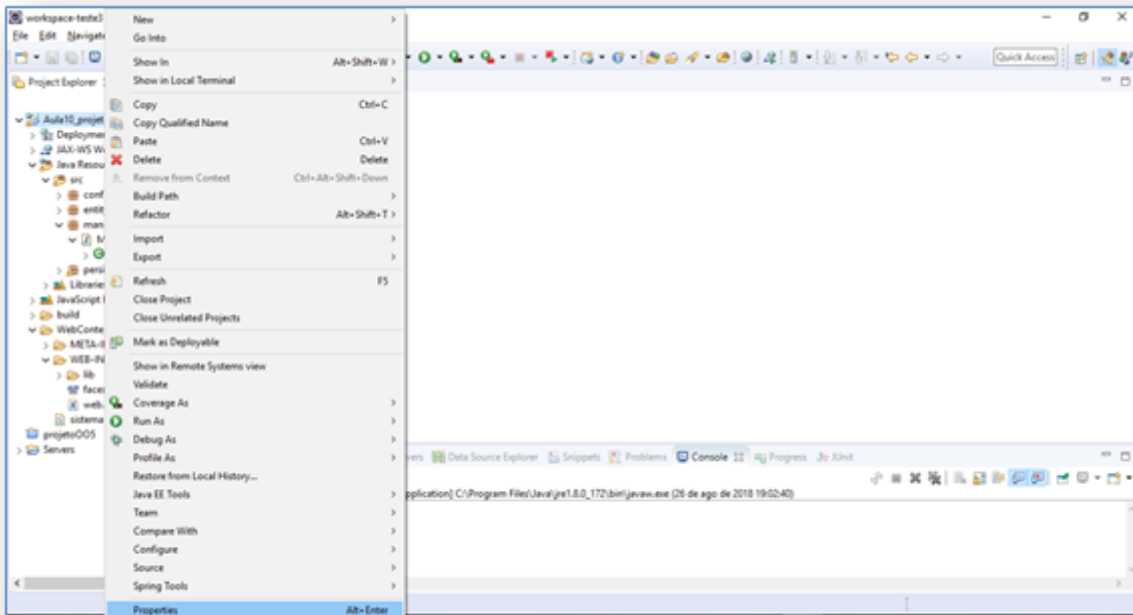 workspace-teste3
File Edit Navigat
Quick Access
Project Explorer
Aula10_projet
Deployme
JAX-WS W
Java Resou
src
conf
entit
man
M
persi
Librarie
JavaScript
build
WebConte
META-I
WEB-IN
lib
faces
web.
sistema
projetoOO5
Servers
New
Go Into
Show In Alt+Shift+W
Show in Local Terminal
Copy Ctrl+C
Copy Qualified Name
Paste Ctrl+V
Delete Delete
Remove from Context Ctrl+Alt+Shift+Down
Build Path
Refactor Alt+Shift+T
Import
Export
Refresh F5
Close Project
Close Unrelated Projects
Mark as Deployable
Show in Remote Systems view
Validate
Coverage As
Run As
Debug As
Profile As
Restore from Local History...
Java EE Tools
Team
Compare With
Configure
Source
Spring Tools
Properties Alt+Enter
vers Data Source Explorer Snippets Problems Console Progress JUnit
pplication] C:\Program Files\Java\jre1.8.0_172\bin\javaw.exe (26 de ago de 2018 19:02:40)